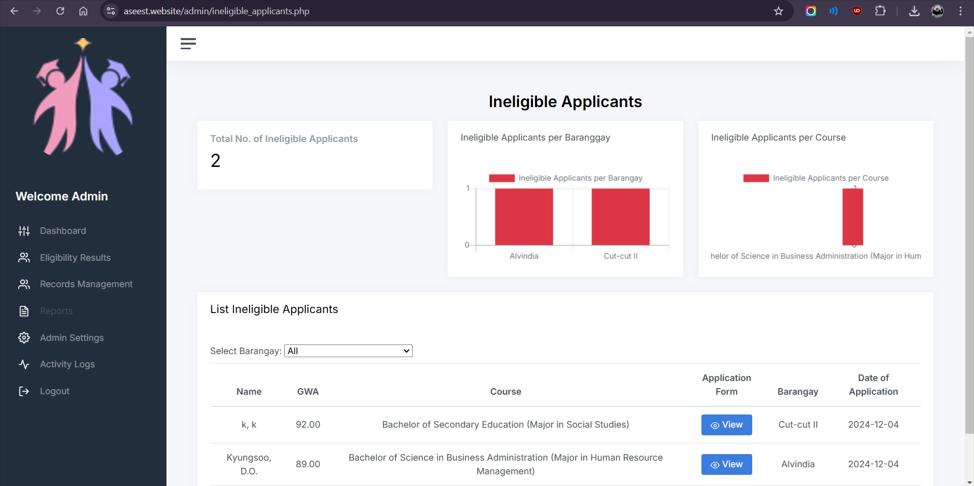 aseest.website/admin/ineligible_applicants.php
Welcome Admin
Dashboard
Eligibility Results
Records Management
Reports
Admin Settings
Activity Logs
Logout
Ineligible Applicants
Total No. of Ineligible Applicants
2
Ineligible Applicants per Baranggay
Ineligible Applicants per Barangay
1
0
Alvindia
Cut-cut II
Ineligible Applicants per Course
Ineligible Applicants per Course
1
0
helor of Science in Business Administration (Major in Hum
List Ineligible Applicants
Select Barangay: All
Name GWA Course Application Form Barangay Date of Application
k, k 92.00 Bachelor of Secondary Education (Major in Social Studies) View Cut-cut II 2024-12-04
Kyungsoo, D.O. 89.00 Bachelor of Science in Business Administration (Major in Human Resource Management) View Alvindia 2024-12-04